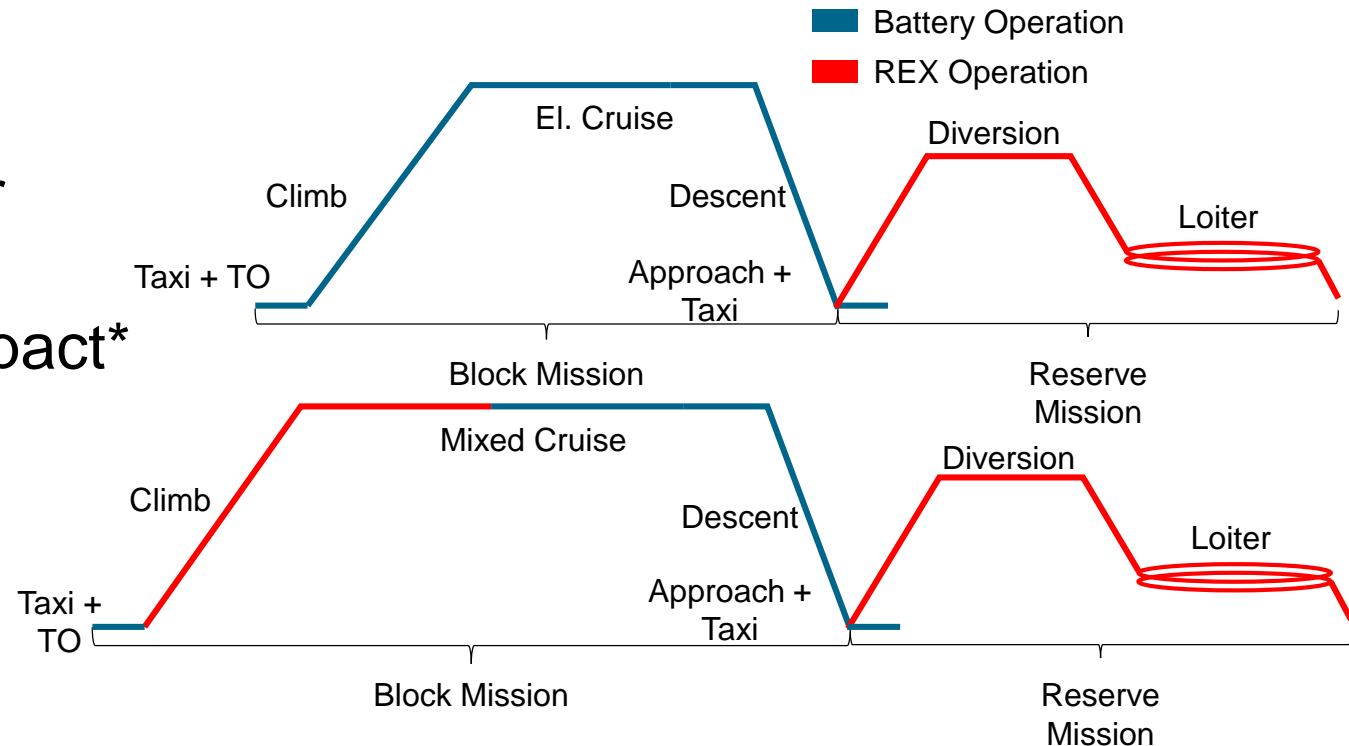 Battery Operation
REX Operation
El. Cruise
Diversion
Climb
Descent
Loiter
Taxi + TO
Approach +
Taxi
pact*
Block Mission
Reserve
Mission
Mixed Cruise
Diversion
Climb
Descent
Loiter
Taxi +
TO
Approach +
Taxi
Block Mission
Reserve
Mission